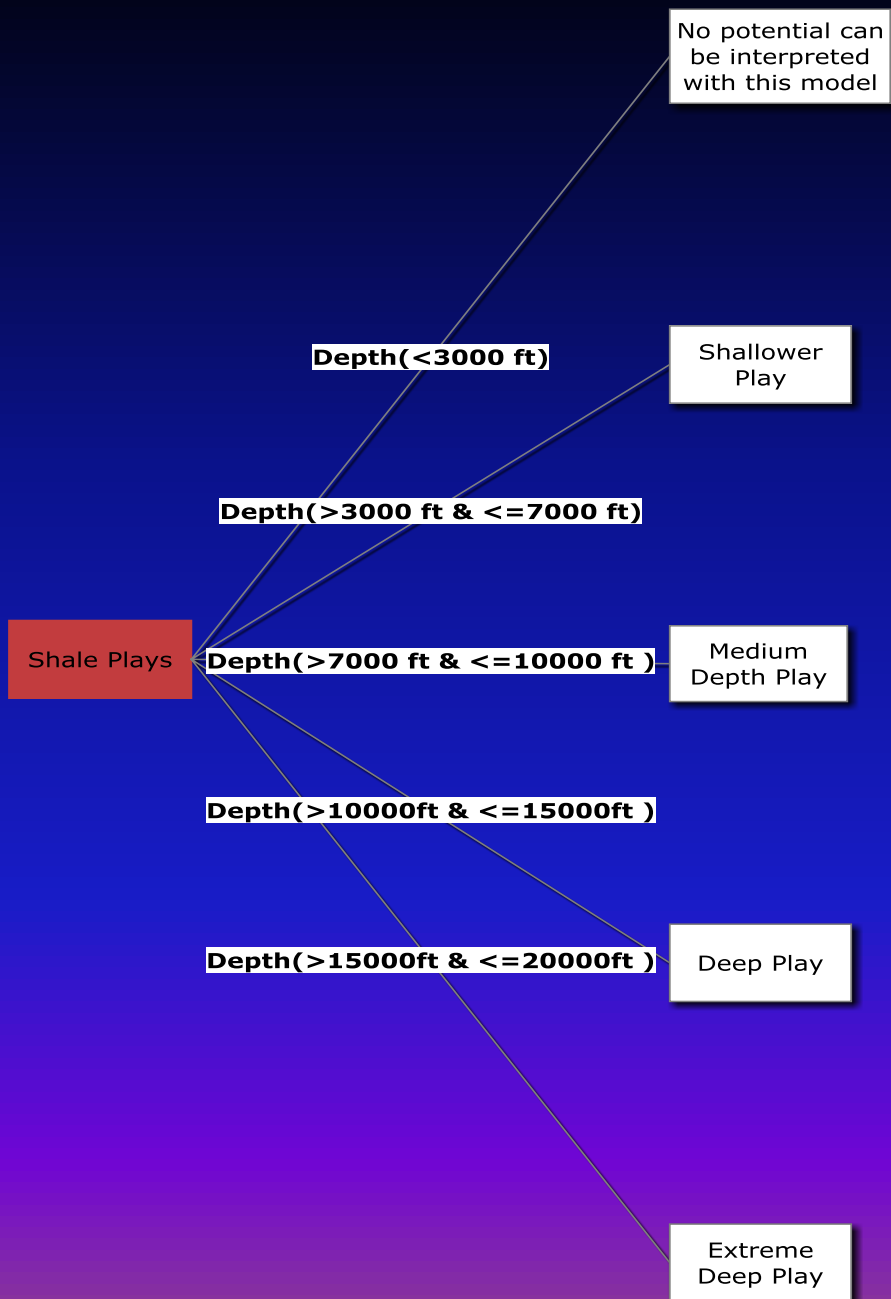 No potential can
be interpreted
with this model
Depth(<3000 ft)
Shallower
Play
Depth(>3000 ft & <=7000 ft)
Shale Plays
Depth(>7000 ft & <=10000 ft )
Medium
Depth Play
Depth(>10000ft & <=15000ft )
Depth(>15000ft & <=20000ft )
Deep Play
Extreme
Deep Play